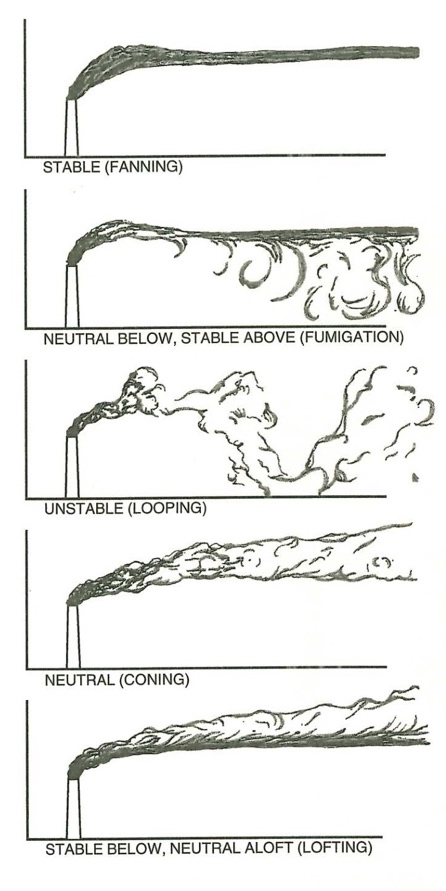 STABLE (FANNING)
NEUTRAL BELOW, STABLE ABOVE (FUMIGATION)
UNSTABLE (LOOPING)
NEUTRAL (CONING)
STABLE BELOW, NEUTRAL ALOFT (LOFTING)